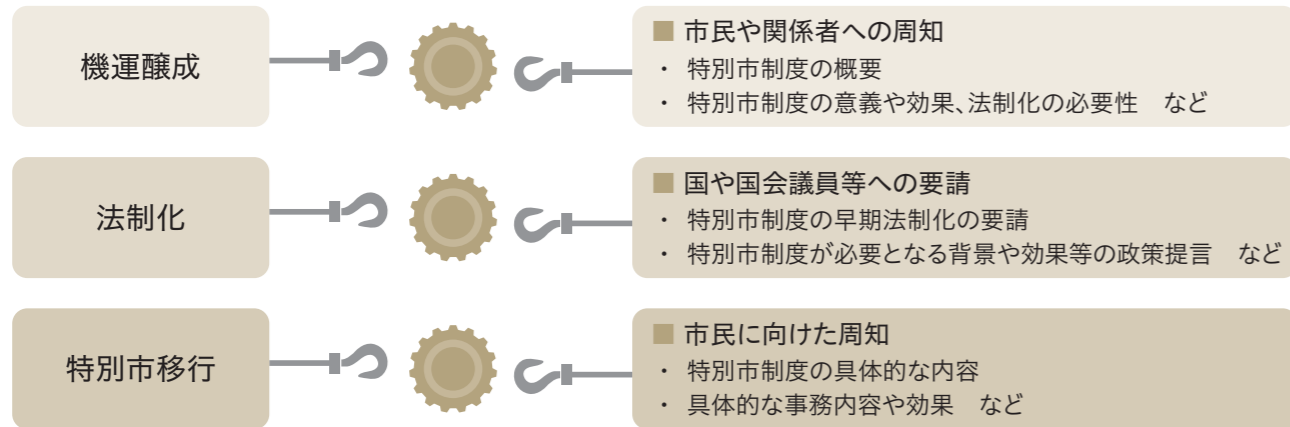 機運醸成
■ 市民や関係者への周知
・ 特別市制度の概要
・ 特別市制度の意義や効果、法制化の必要性　など
法制化
■ 国や国会議員等への要請
・ 特別市制度の早期法制化の要請
・ 特別市制度が必要となる背景や効果等の政策提言　など
特別市移行
■ 市民に向けた周知
・ 特別市制度の具体的な内容
・ 具体的な事務内容や効果　など